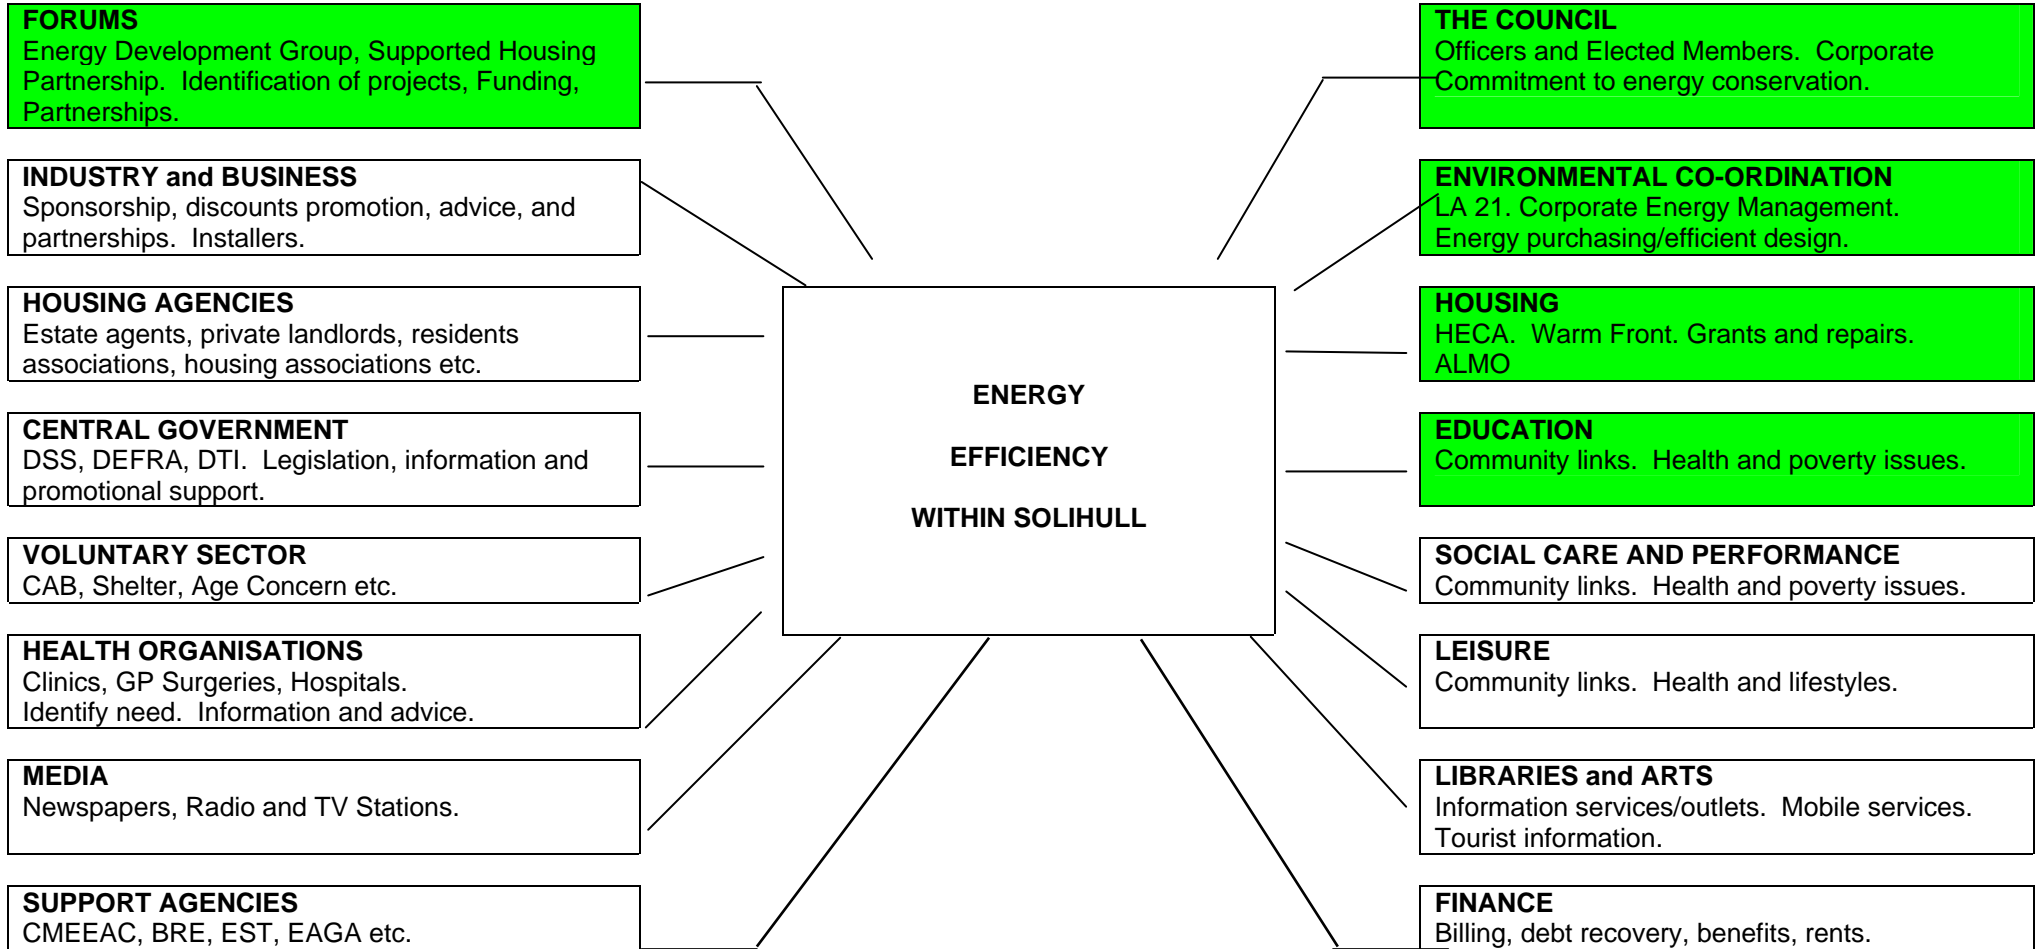 FORUMS
Energy Development Group, Supported Housing
Partnership. Identification of projects, Funding,
Partnerships.
INDUSTRY and BUSINESS
Sponsorship, discounts promotion, advice, and
partnerships. Installers.
HOUSING AGENCIES
Estate agents, private landlords, residents
associations, housing associations etc.
CENTRAL GOVERNMENT
DSS, DEFRA, DTI. Legislation, information and
promotional support.
VOLUNTARY SECTOR
CAB, Shelter, Age Concern etc.
HEALTH ORGANISATIONS
Clinics, GP Surgeries, Hospitals.
Identify need. Information and advice.
MEDIA
Newspapers, Radio and TV Stations.
SUPPORT AGENCIES
CMEEAC, BRE, EST, EAGA etc.
ENERGY
EFFICIENCY
WITHIN SOLIHULL
THE COUNCIL
Officers and Elected Members. Corporate
Commitment to energy conservation.
ENVIRONMENTAL CO-ORDINATION
LA 21. Corporate Energy Management.
Energy purchasing/efficient design.
HOUSING
HECA. Warm Front. Grants and repairs.
ALMO
EDUCATION
Community links. Health and poverty issues.
SOCIAL CARE AND PERFORMANCE
Community links. Health and poverty issues.
LEISURE
Community links. Health and lifestyles.
LIBRARIES and ARTS
Information services/outlets. Mobile services.
Tourist information.
FINANCE
Billing, debt recovery, benefits, rents.